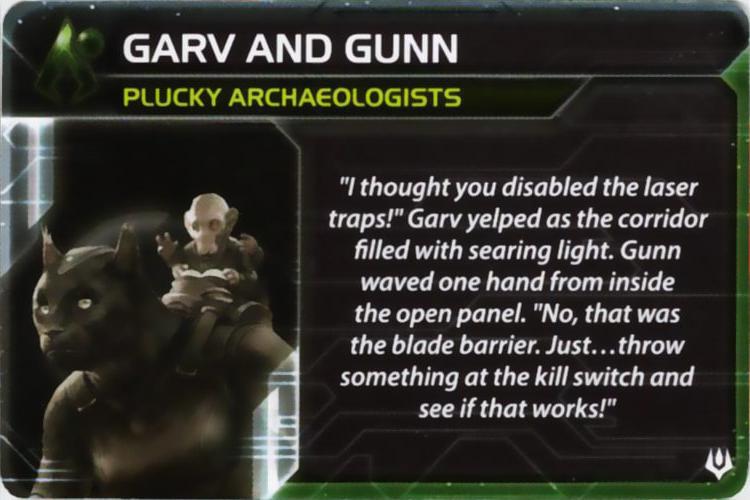 GARV AND GUNN
PLUCKY ARCHAEOLOGISTS
"I thought you disabled the laser
traps!" Garv yelped as the corridor
filled with searing light. Gunn
waved one hand from inside
the open panel. "No, that was
the blade barrier. Just...throw
something at the kill switch and
see if that works!"